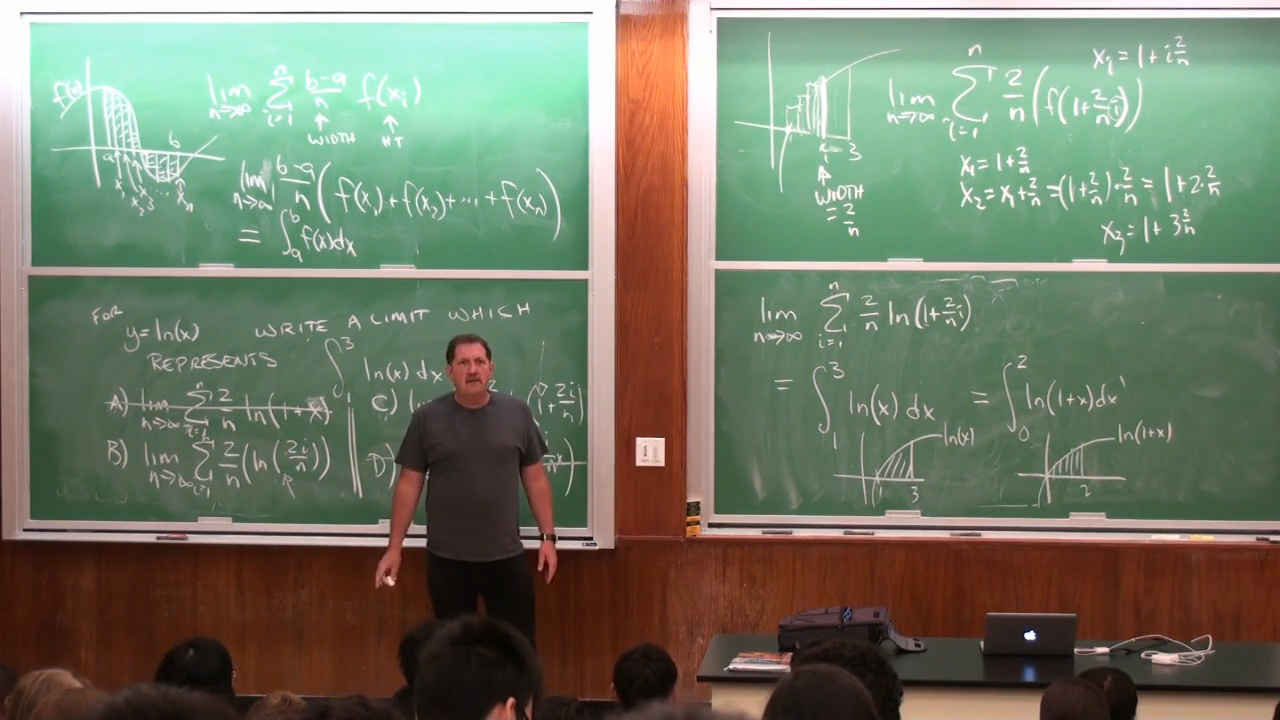 f(x)
lim n→∞ n Σ i=1 b-a/n f(xᵢ)
↑ WIDTH ↑ HT
a b
x₁ x₂ x₃ ... xₙ
lim n→∞ b-a/n (f(x₁)+f(x₂)+...+f(xₙ))
= ∫ₐᵇ f(x)dx
FOR
y=ln(x) WRITE A LIMIT WHICH
REPRESENTS ∫ 3 ln(x) dx
A) lim n→∞ n Σ i=1 2/n ln(1+x)
C)
(1+2i/n)
B) lim n→∞ n Σ i=1 2/n (ln(2i/n))
D)
xᵢ = 1+i 2/n
lim n→∞ n Σ i=1 2/n (f(1+2/n i))
1 3
WIDTH
= 2/n
x₁ = 1+2/n
x₂ = x₁+2/n = (1+2/n)+2/n = 1+2·2/n
x₃ = 1+3 2/n
lim n→∞ n Σ i=1 2/n ln(1+2/n i)
= ∫₁³ ln(x) dx = ∫₀² ln(1+x)dx
ln(x)
1 3
ln(1+x)
2